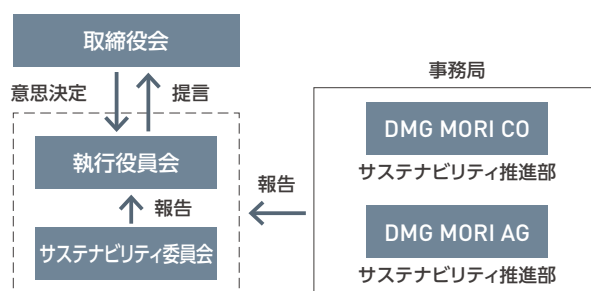 取締役会
意思決定
提言
執行役員会
報告
サステナビリティ委員会
報告
事務局
DMG MORI CO
サステナビリティ推進部
DMG MORI AG
サステナビリティ推進部